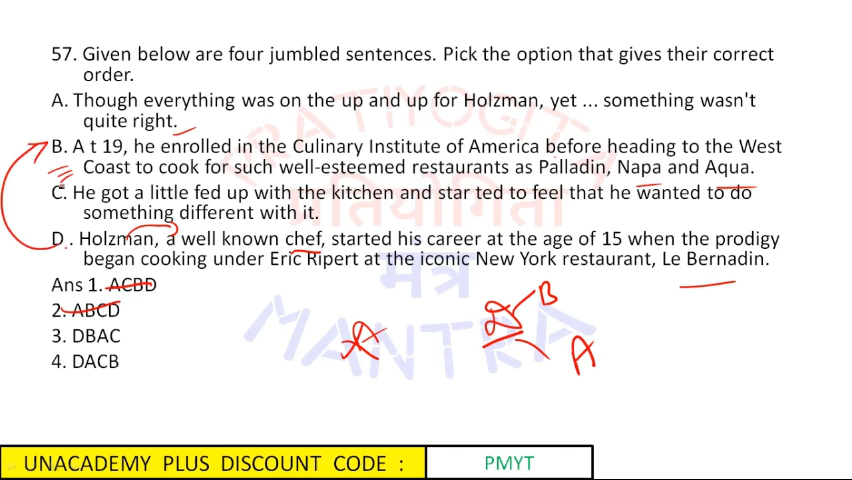 57. Given below are four jumbled sentences. Pick the option that gives their correct
order.
A. Though everything was on the up and up for Holzman, yet ... something wasn't
quite right.
B. A t 19, he enrolled in the Culinary Institute of America before heading to the West
Coast to cook for such well-esteemed restaurants as Palladin, Napa and Aqua.
C. He got a little fed up with the kitchen and star ted to feel that he wanted to do
something different with it.
D . Holzman, a well known chef, started his career at the age of 15 when the prodigy
began cooking under Eric Ripert at the iconic New York restaurant, Le Bernadin.
Ans 1. ACBD
2. ABCD
3. DBAC
4. DACB
A
D
B
A
PRATIYOGITA
प्रतियोगिता
मंत्र
MANTRA
UNACADEMY PLUS DISCOUNT CODE :
PMYT